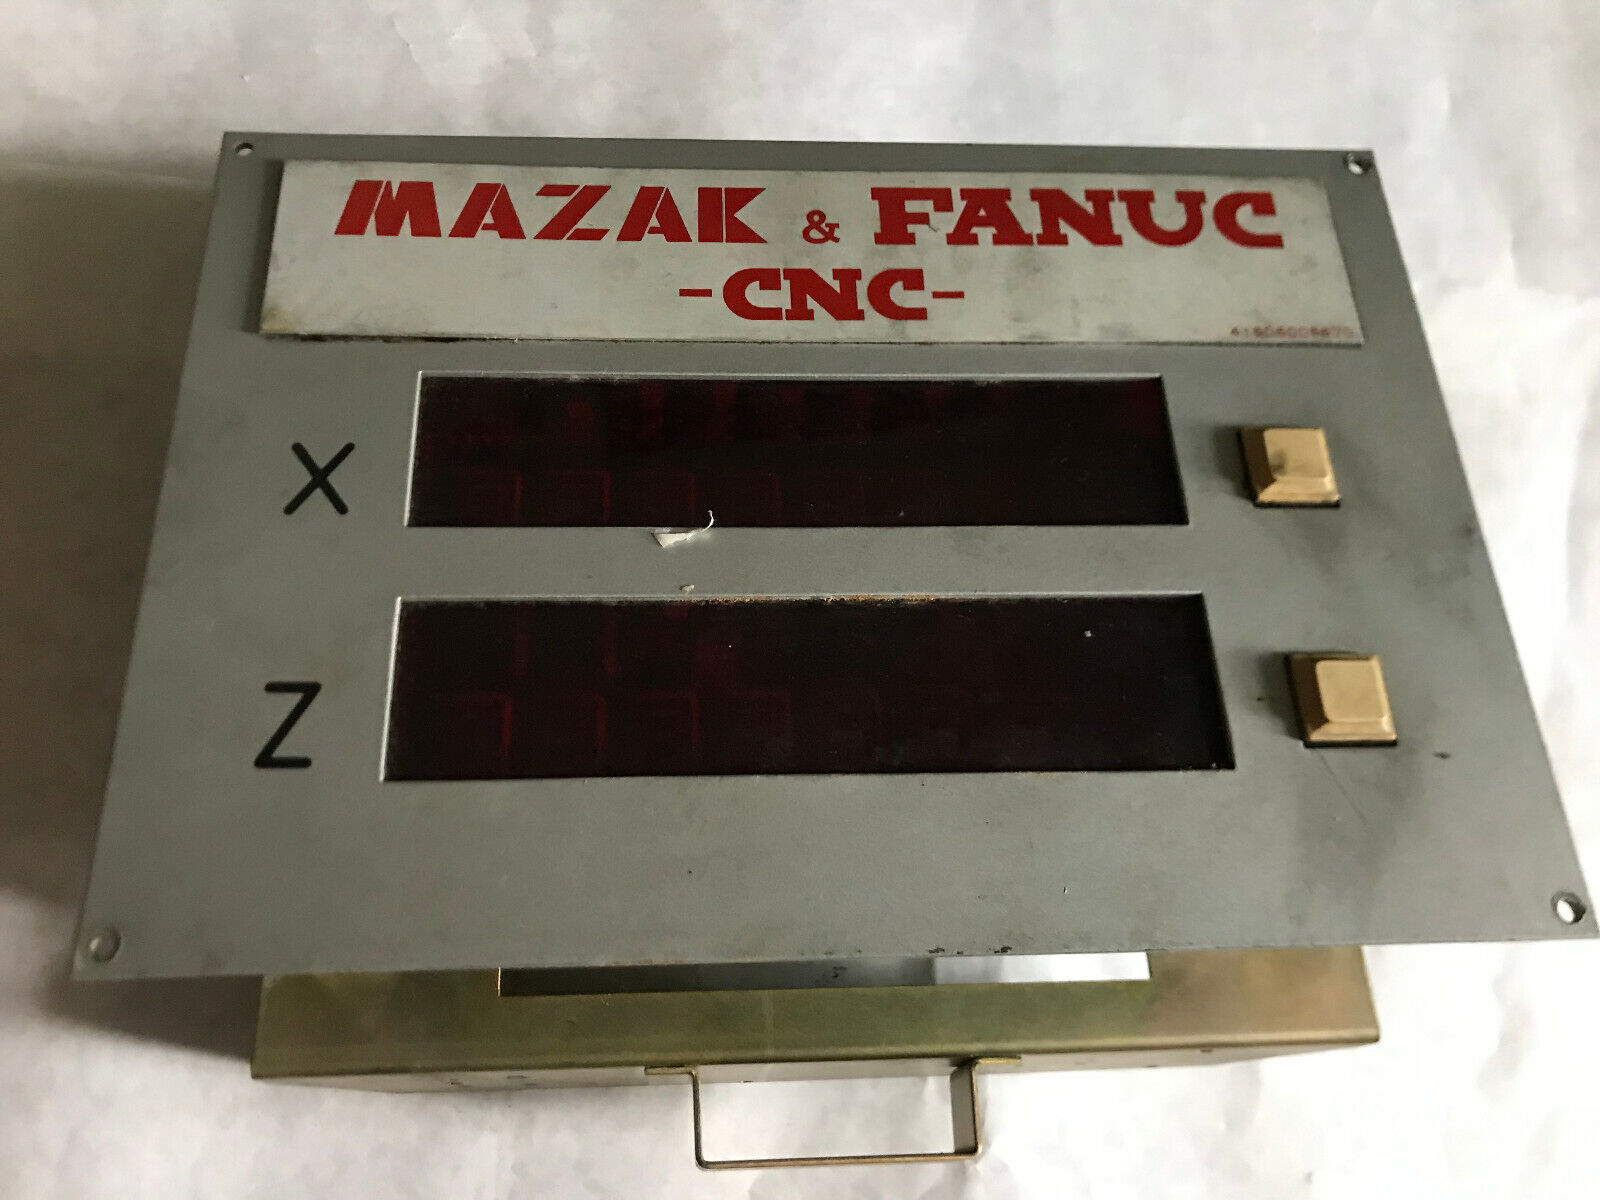 MAZAK & FANUC
-CNC-
X
Z